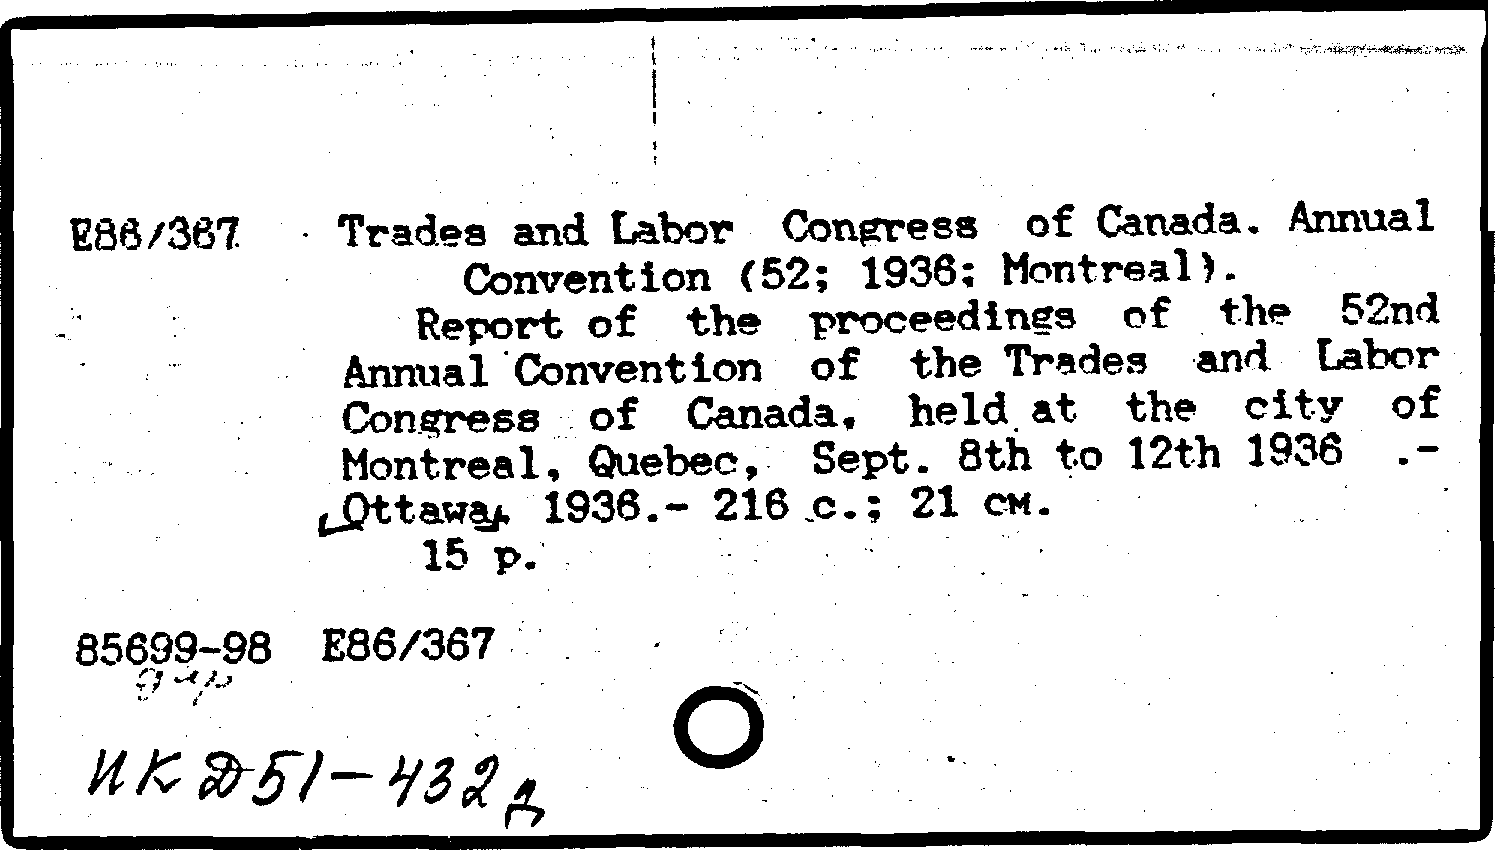 E86/367 Trades and Labor Congress of Canada. Annual
Convention (52; 1936; Montreal).
Report of the proceedings of the 52nd
Annual Convention of the Trades and Labor
Congress of Canada, held at the city of
Montreal, Quebec, Sept. 8th to 12th 1936 .-
Ottawa, 1936.- 216 с.; 21 см.
15 р.
85699-98 E86/367
ИК Д51-432д